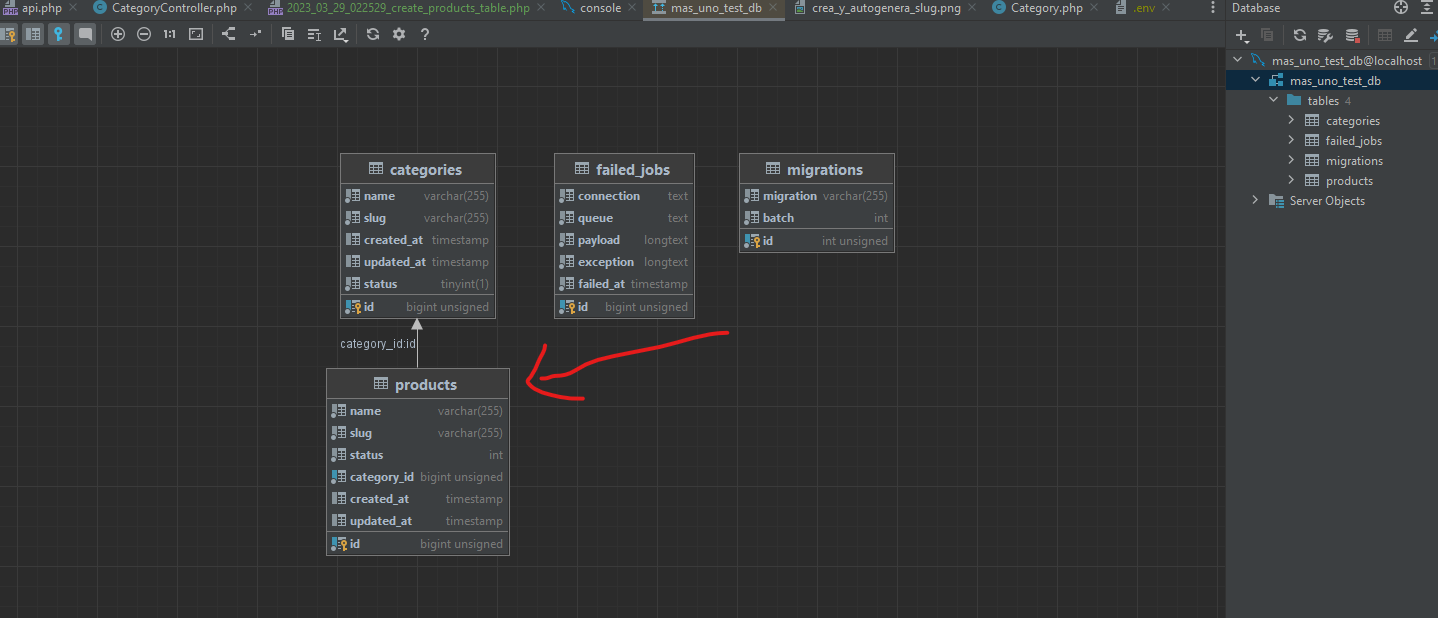 api.php CategoryController.php 2023_03_29_022529_create_products_table.php console mas_uno_test_db crea_y_autogenera_slug.png Category.php .env
Database
1:1 ?
mas_uno_test_db@localhost 1
mas_uno_test_db
tables 4
categories
failed_jobs
migrations
products
Server Objects
categories
name varchar(255)
slug varchar(255)
created_at timestamp
updated_at timestamp
status tinyint(1)
id bigint unsigned
failed_jobs
connection text
queue text
payload longtext
exception longtext
failed_at timestamp
id bigint unsigned
migrations
migration varchar(255)
batch int
id int unsigned
category_id:id
products
name varchar(255)
slug varchar(255)
status int
category_id bigint unsigned
created_at timestamp
updated_at timestamp
id bigint unsigned